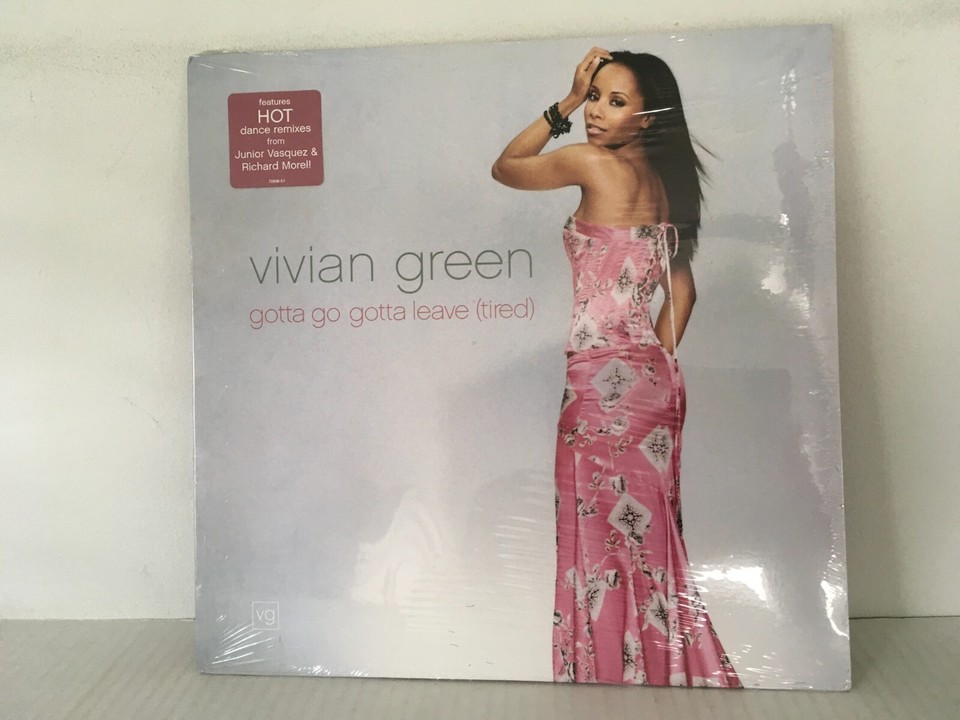 features
HOT
dance remixes
from
Junior Vasquez &
Richard Morel!
vivian green
gotta go gotta leave (tired)
vg